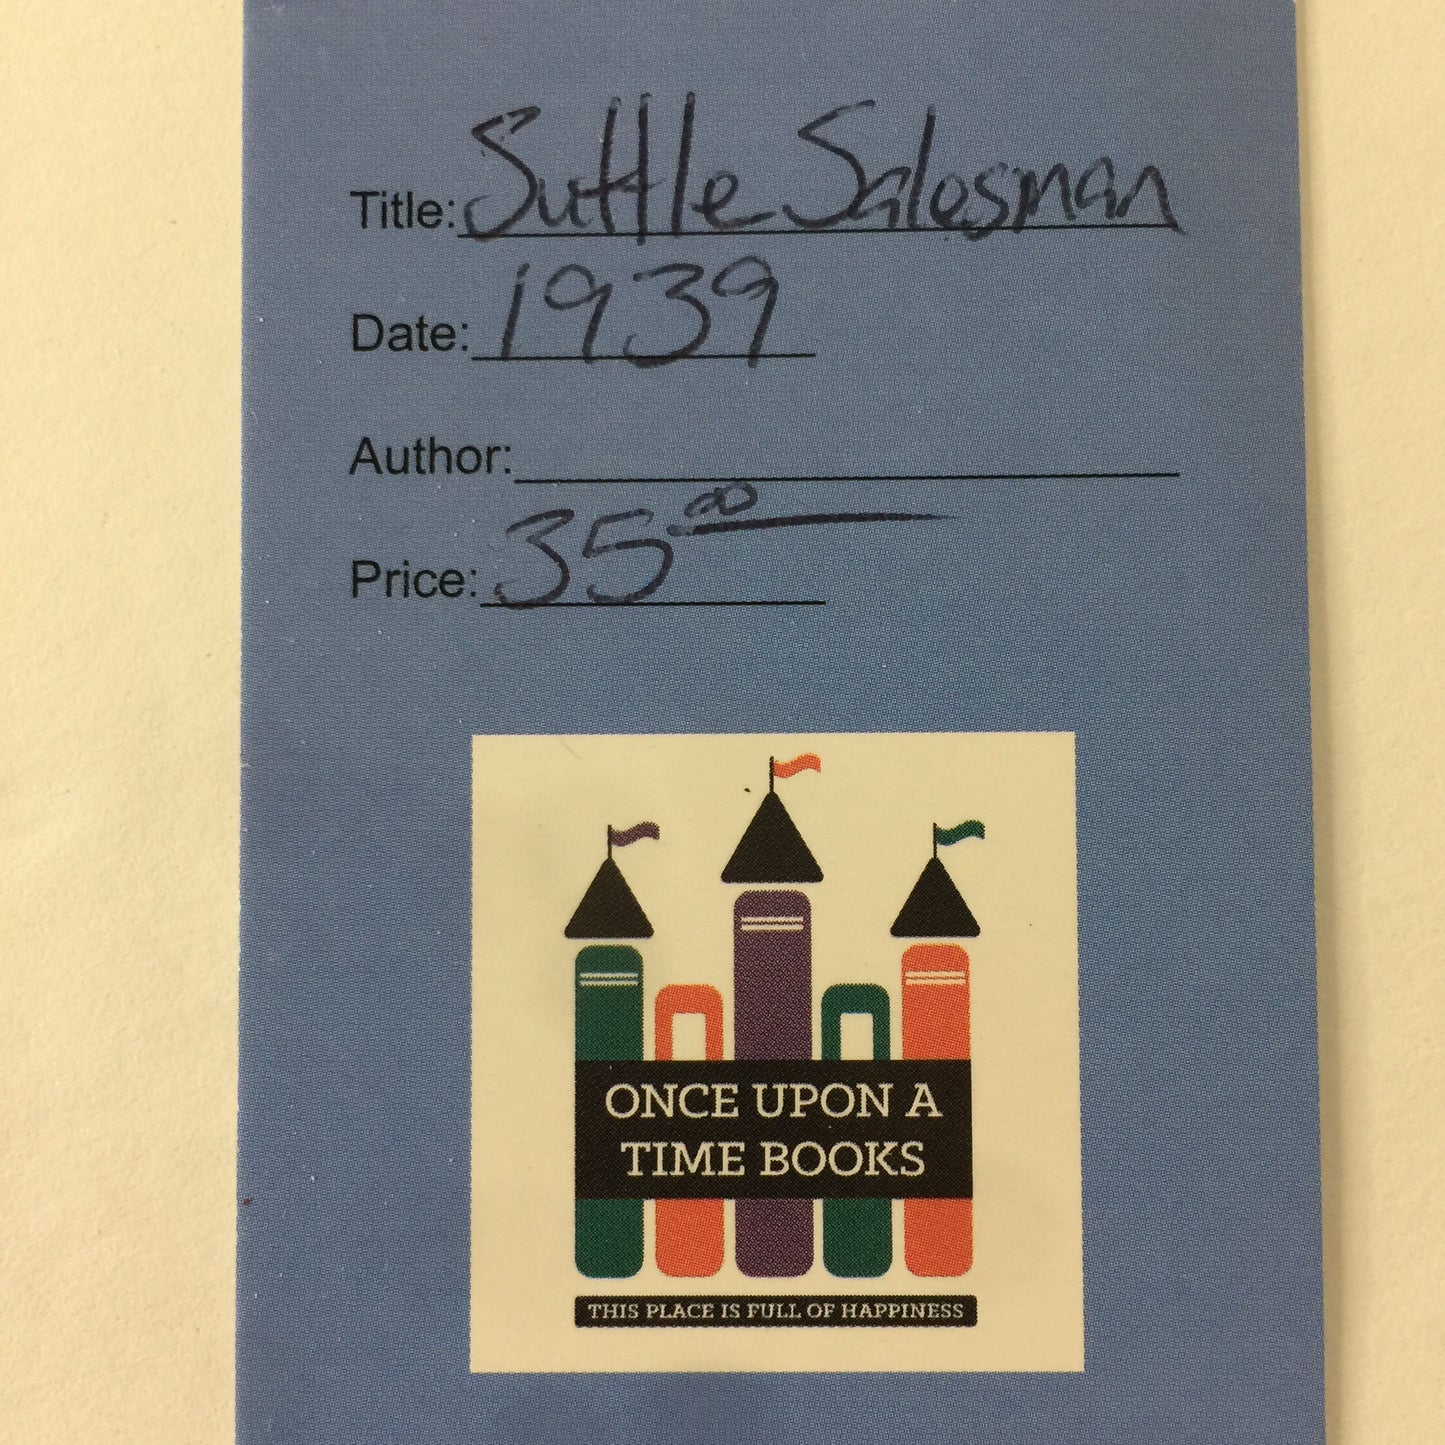 Title: Suttle Salesman
Date: 1939
Author:
Price: 35.00
ONCE UPON A
TIME BOOKS
THIS PLACE IS FULL OF HAPPINESS